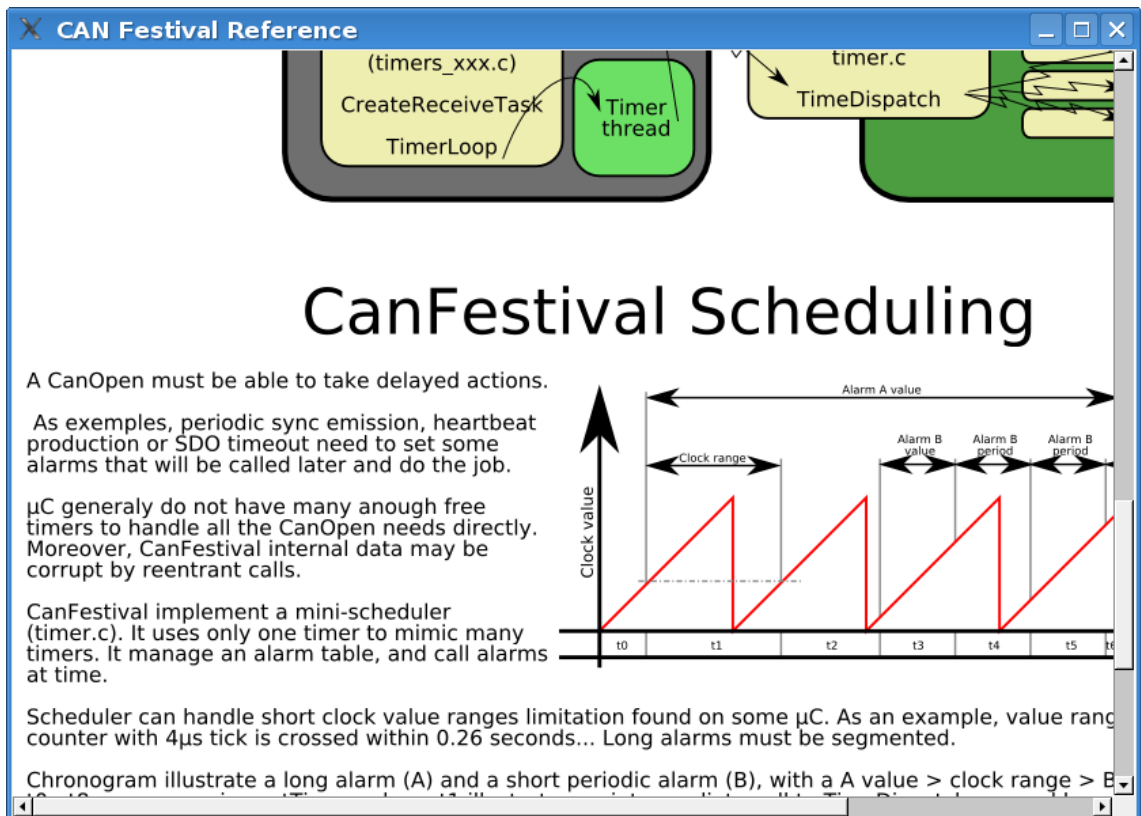 CAN Festival Reference
(timers_xxx.c)
CreateReceiveTask
TimerLoop
Timer
thread
timer.c
TimeDispatch
CanFestival Scheduling
A CanOpen must be able to take delayed actions.
As exemples, periodic sync emission, heartbeat
production or SDO timeout need to set some
alarms that will be called later and do the job.
µC generaly do not have many anough free
timers to handle all the CanOpen needs directly.
Moreover, CanFestival internal data may be
corrupt by reentrant calls.
CanFestival implement a mini-scheduler
(timer.c). It uses only one timer to mimic many
timers. It manage an alarm table, and call alarms
at time.
Alarm A value
Clock range
Alarm B
value
Alarm B
period
Alarm B
period
Clock value
t0
t1
t2
t3
t4
t5
Scheduler can handle short clock value ranges limitation found on some µC. As an example, value rang
counter with 4µs tick is crossed within 0.26 seconds... Long alarms must be segmented.
Chronogram illustrate a long alarm (A) and a short periodic alarm (B), with a A value > clock range > B